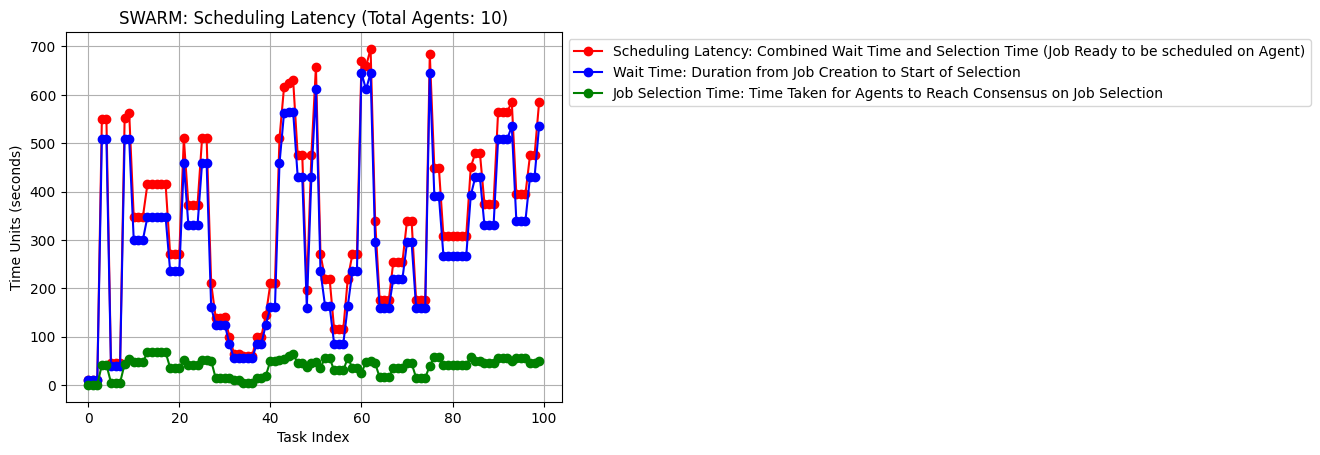 SWARM: Scheduling Latency (Total Agents: 10)
Scheduling Latency: Combined Wait Time and Selection Time (Job Ready to be scheduled on Agent)
Wait Time: Duration from Job Creation to Start of Selection
Job Selection Time: Time Taken for Agents to Reach Consensus on Job Selection
Time Units (seconds)
700
600
500
400
300
200
100
0
0 20 40 60 80 100
Task Index